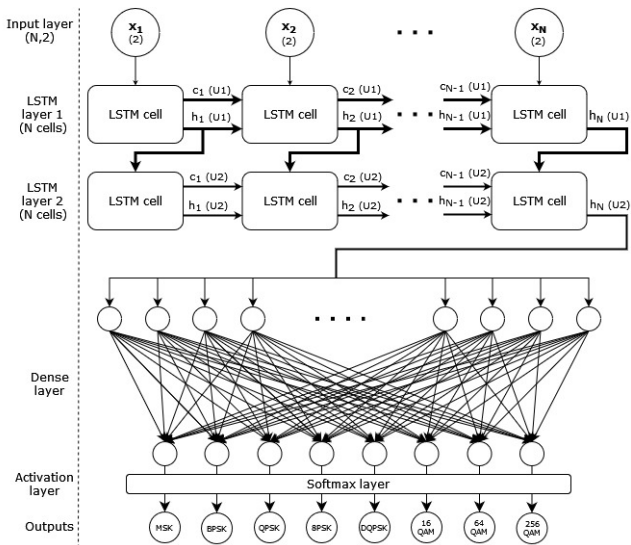 Input layer
(N,2)
x1
(2)
x2
(2)
xN
(2)
LSTM
layer 1
(N cells)
LSTM cell
c1 (U1)
h1 (U1)
LSTM cell
c2 (U1)
h2 (U1)
cN-1 (U1)
hN-1 (U1)
LSTM cell
hN (U1)
LSTM
layer 2
(N cells)
LSTM cell
c1 (U2)
h1 (U2)
LSTM cell
c2 (U2)
h2 (U2)
cN-1 (U2)
hN-1 (U2)
LSTM cell
hN (U2)
Dense
layer
Activation
layer
Softmax layer
Outputs
MSK
BPSK
QPSK
8PSK
DQPSK
16
QAM
64
QAM
256
QAM